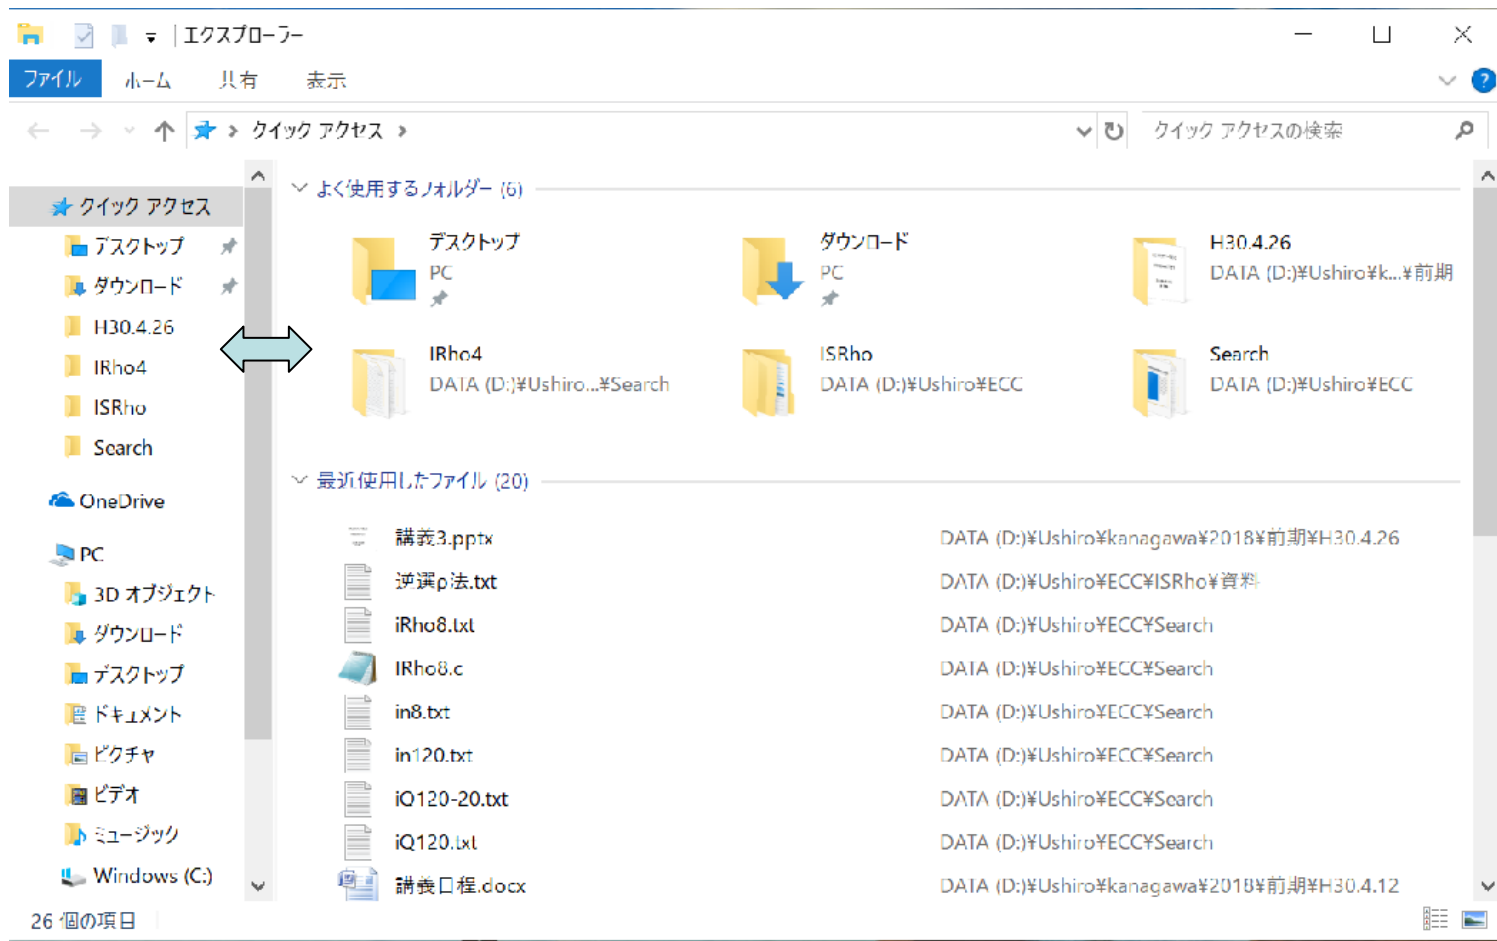 エクスプローラー
ファイル ホーム 共有 表示
クイック アクセス
クイック アクセスの検索
クイック アクセス
デスクトップ
ダウンロード
H30.4.26
IRho4
ISRho
Search
OneDrive
PC
3D オブジェクト
ダウンロード
デスクトップ
ドキュメント
ピクチャ
ビデオ
ミュージック
Windows (C:)
よく使用するフォルダー (6)
デスクトップ
PC
ダウンロード
PC
H30.4.26
DATA (D:)¥Ushiro¥k...¥前期
IRho4
DATA (D:)¥Ushiro...¥Search
ISRho
DATA (D:)¥Ushiro¥ECC
Search
DATA (D:)¥Ushiro¥ECC
最近使用したファイル (20)
講義3.pptx DATA (D:)¥Ushiro¥kanagawa¥2018¥前期¥H30.4.26
逆選ρ法.txt DATA (D:)¥Ushiro¥ECC¥ISRho¥資料
iRho8.txt DATA (D:)¥Ushiro¥ECC¥Search
IRho8.c DATA (D:)¥Ushiro¥ECC¥Search
in8.txt DATA (D:)¥Ushiro¥ECC¥Search
in120.txt DATA (D:)¥Ushiro¥ECC¥Search
iQ120-20.txt DATA (D:)¥Ushiro¥ECC¥Search
iQ120.txt DATA (D:)¥Ushiro¥ECC¥Search
講義日程.docx DATA (D:)¥Ushiro¥kanagawa¥2018¥前期¥H30.4.12
26 個の項目